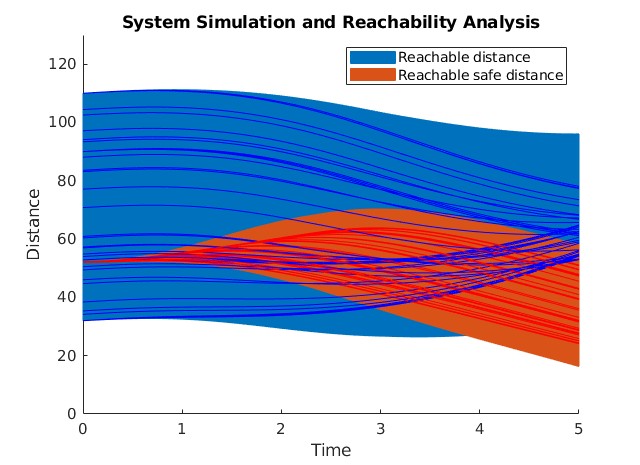 System Simulation and Reachability Analysis
Reachable distance
Reachable safe distance
120
100
80
60
40
20
0
Distance
0 1 2 3 4 5
Time